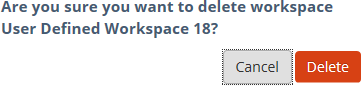 Are you sure you want to delete workspace
User Defined Workspace 18?
Cancel Delete